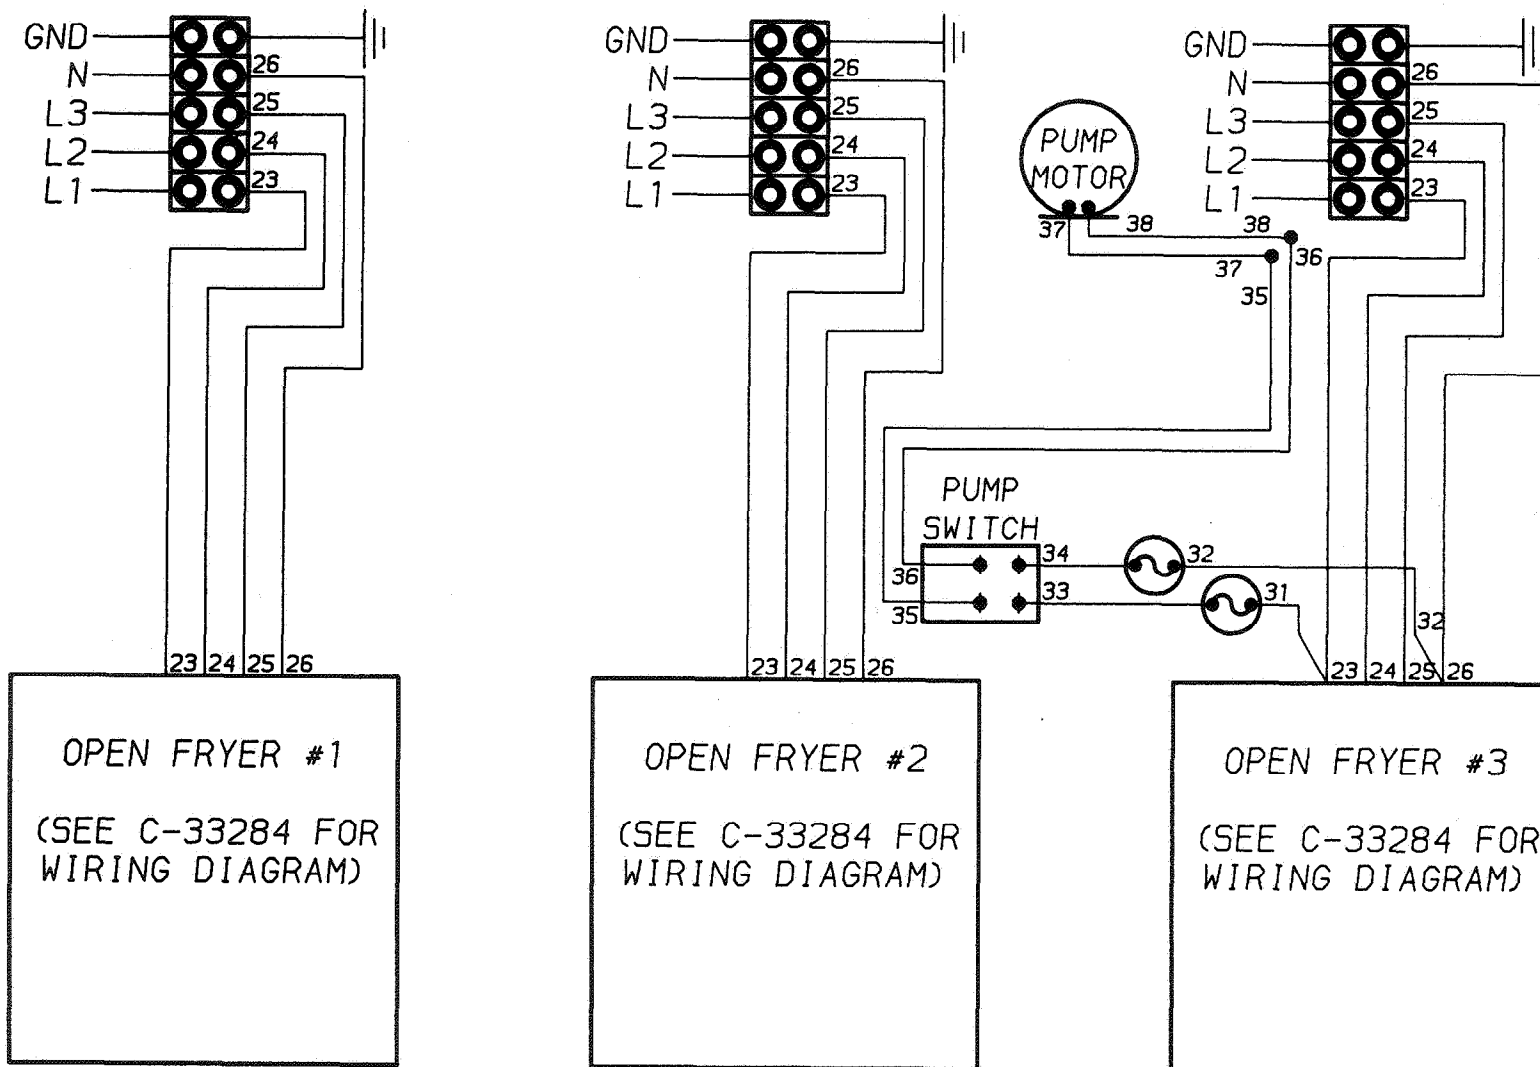 GND
N
L3
L2
L1
26
25
24
23
23 24 25 26
OPEN FRYER #1
(SEE C-33284 FOR
WIRING DIAGRAM)
GND
N
L3
L2
L1
26
25
24
23
23 24 25 26
OPEN FRYER #2
(SEE C-33284 FOR
WIRING DIAGRAM)
PUMP
MOTOR
37 38 38
37 36
35
PUMP
SWITCH
36 34 32
35 33 31
32
GND
N
L3
L2
L1
26
25
24
23
23 24 25 26
OPEN FRYER #3
(SEE C-33284 FOR
WIRING DIAGRAM)